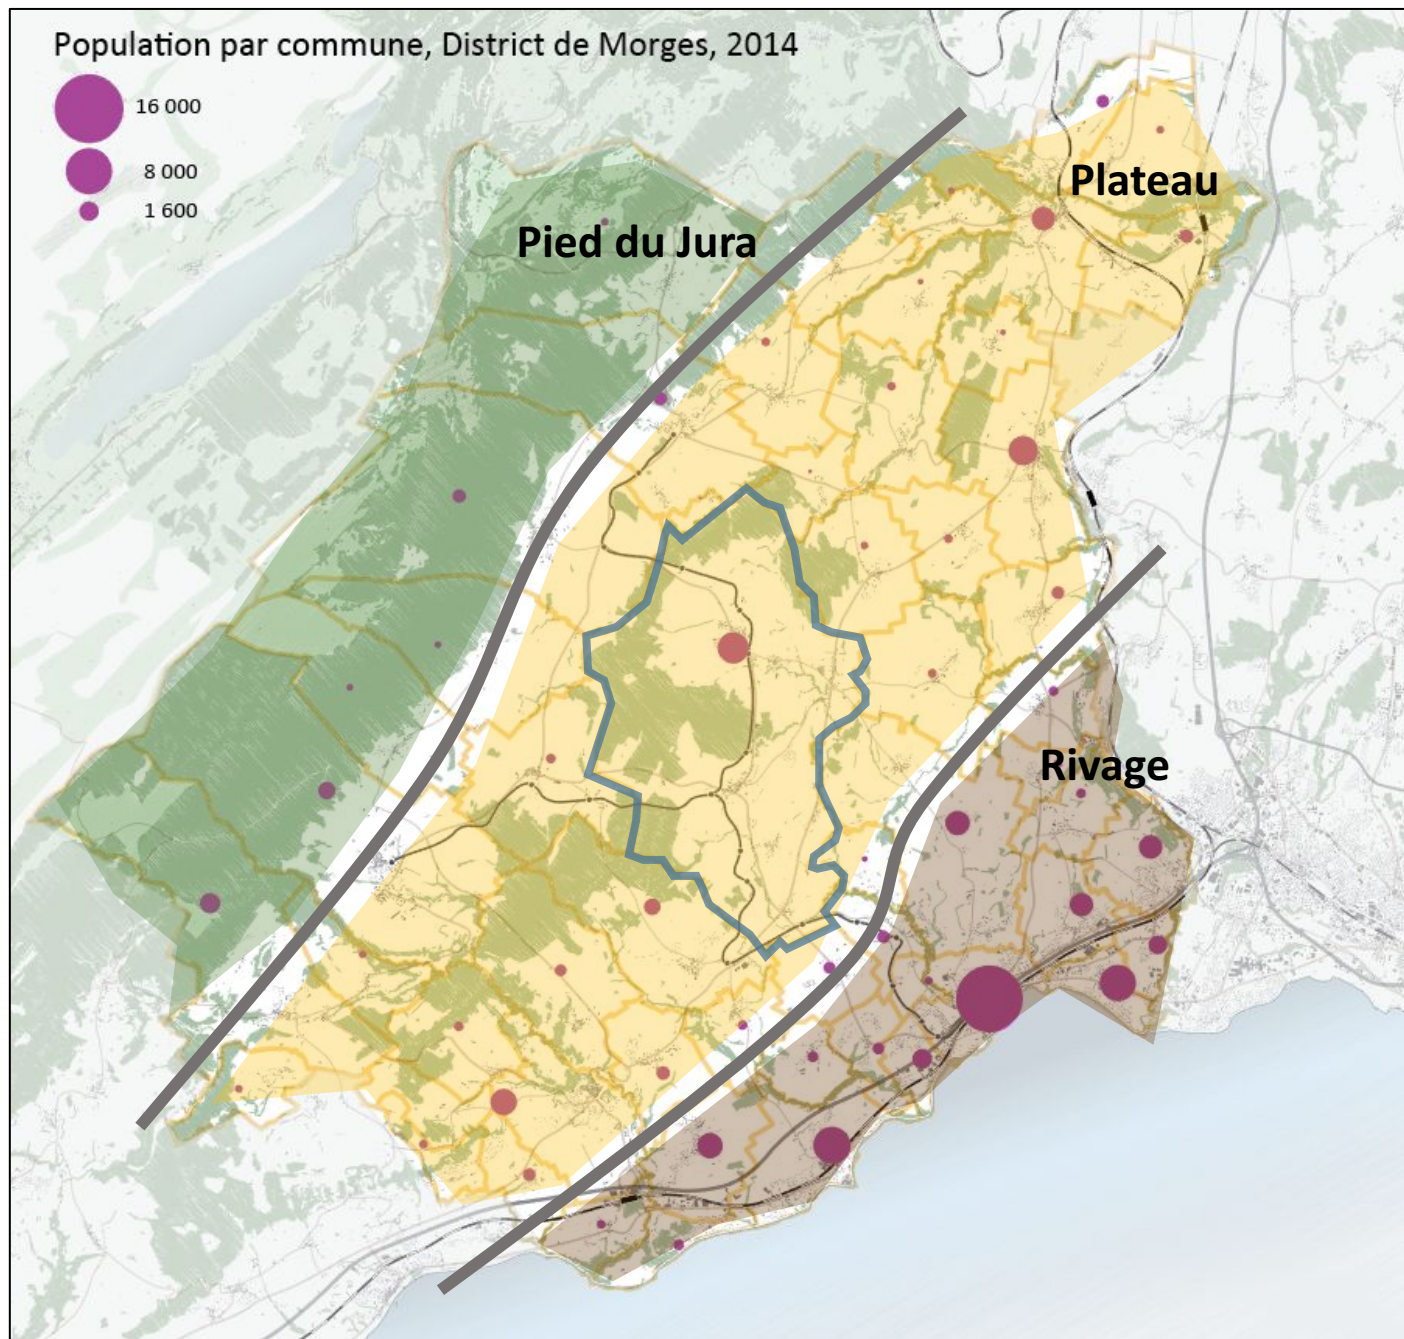 Population par commune, District de Morges, 2014
16 000
8 000
1 600
Plateau
Pied du Jura
Rivage